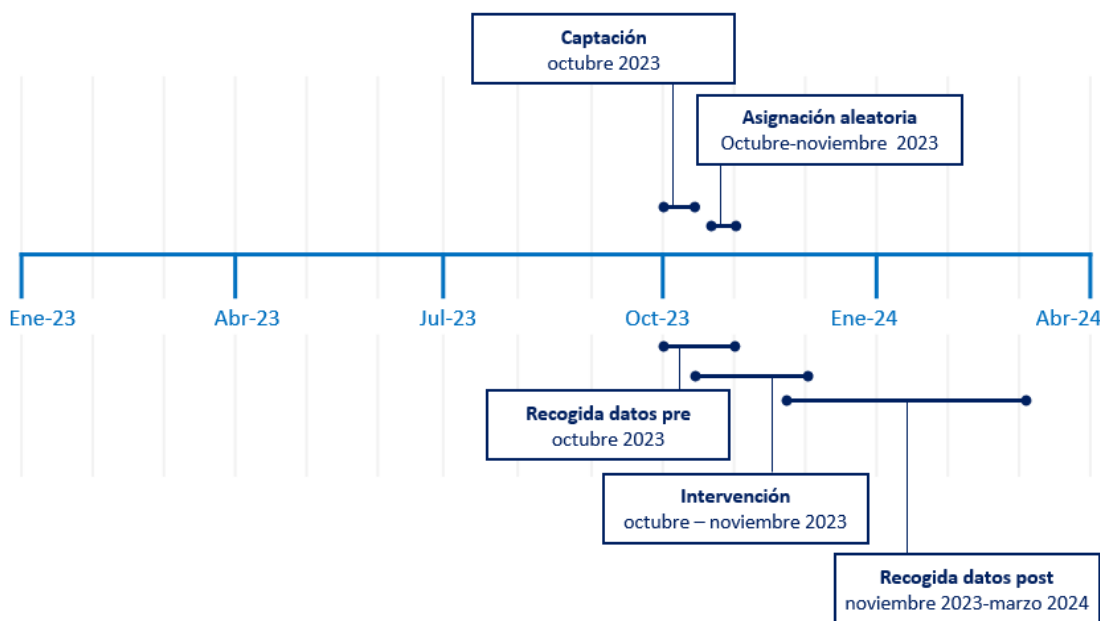 Captación
octubre 2023
Asignación aleatoria
Octubre-noviembre 2023
Ene-23
Abr-23
Jul-23
Oct-23
Ene-24
Abr-24
Recogida datos pre
octubre 2023
Intervención
octubre – noviembre 2023
Recogida datos post
noviembre 2023-marzo 2024